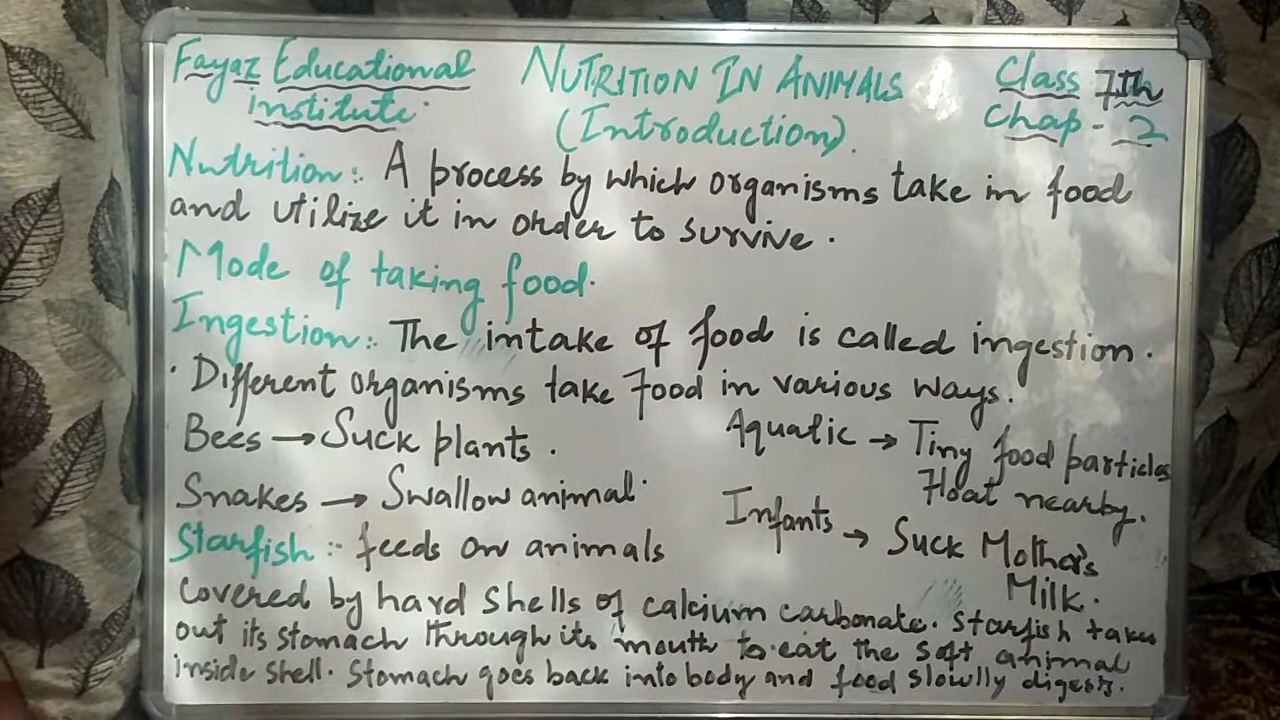 Fayaz Educational
institute
NUTRITION IN ANIMALS
(Introduction).
Class 7th
Chap - 2
Nutrition:. A process by which organisms take in food
and utilize it in order to survive.
Mode of taking food.
Ingestion:. The intake of food is called ingestion.
· Different organisms take food in various ways.
Bees → Suck plants.
Snakes → Swallow animal.
Aquatic → Tiny food particles
Float nearby.
Infants → Suck Mother's
Milk.
Starfish :- feeds on animals
Covered by hard shells of calcium carbonate. Starfish takes
out its stomach through its mouth to eat the soft animal
inside shell. Stomach goes back into body and food slowlly digests.